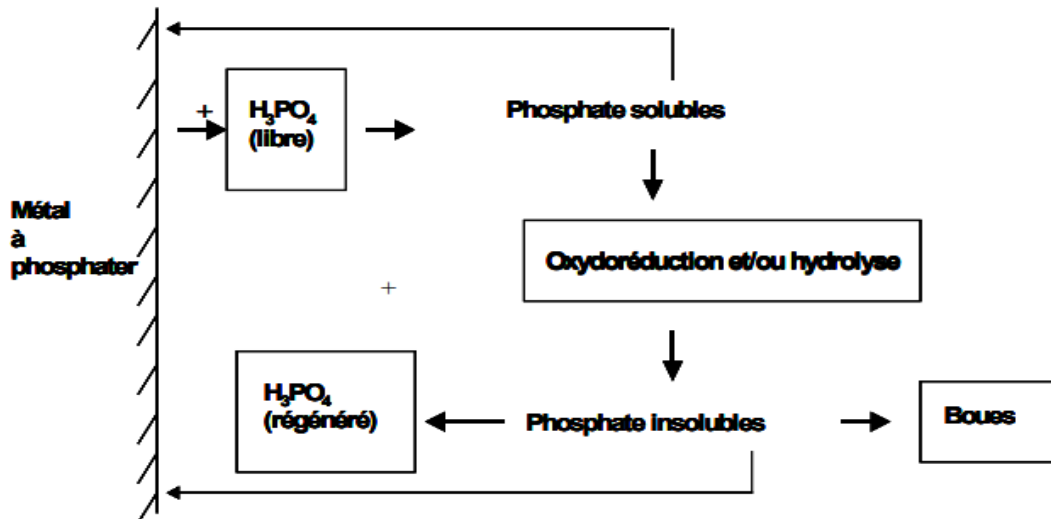 +
H₃PO₄
(libre)
Phosphate solubles
Métal
à
phosphater
Oxydoréduction et/ou hydrolyse
+
H₃PO₄
(régénéré)
Phosphate insolubles
Boues